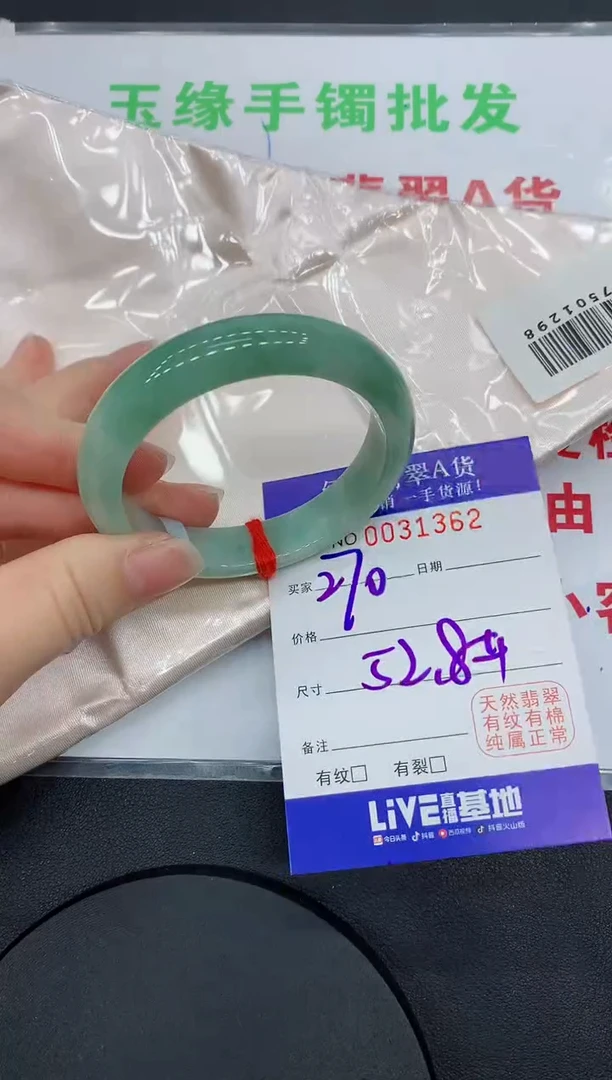 玉缘手镯批发
翡翠A货
7501298
翠A货
一手货源!
NO 0031362
买家 270 日期
价格
尺寸 52.8
天然翡翠
有纹有棉
纯属正常
备注
有纹□ 有裂□
LiVE直播基地
今日头条 抖音 西瓜视频 抖音火山版
由